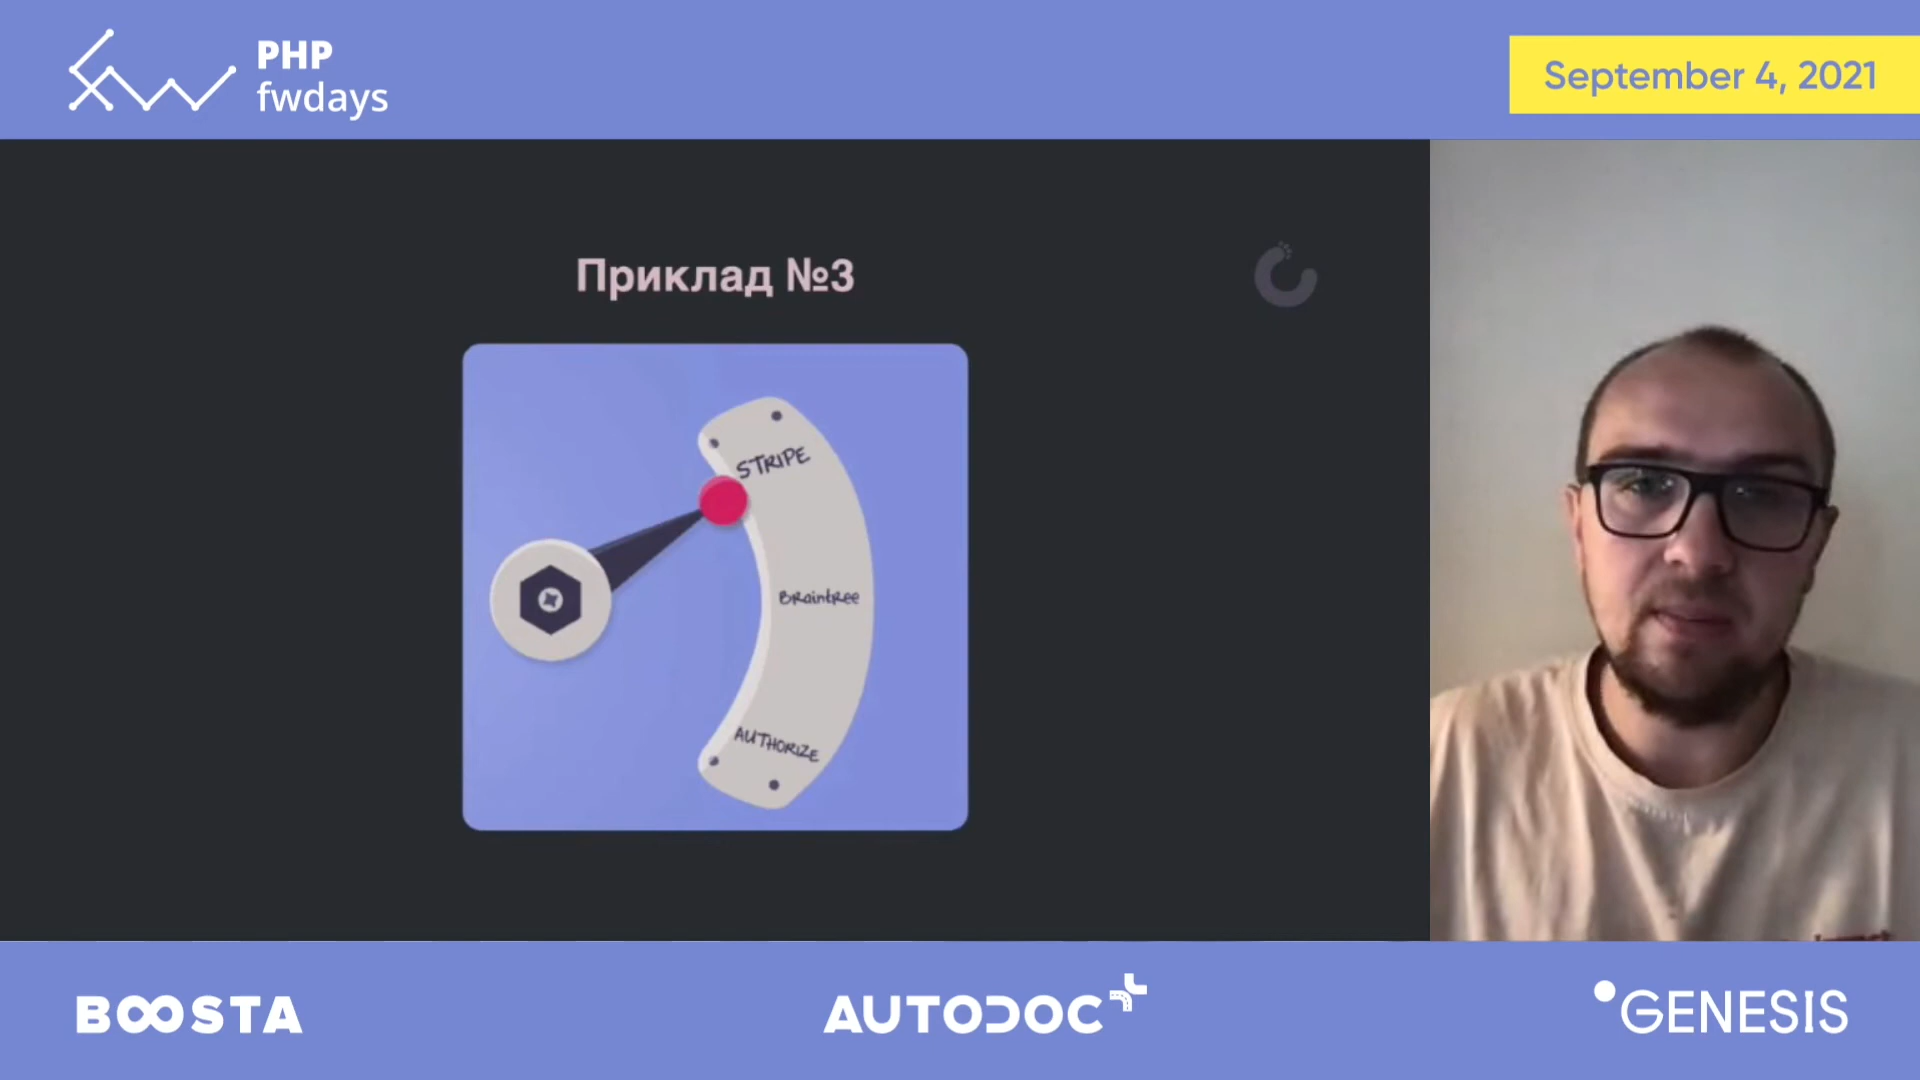 PHP
fwdays
September 4, 2021
Приклад №3
STRIPE
BRaintRee
AUTHORIZE
BOOSTA
AUTODOC
GENESIS